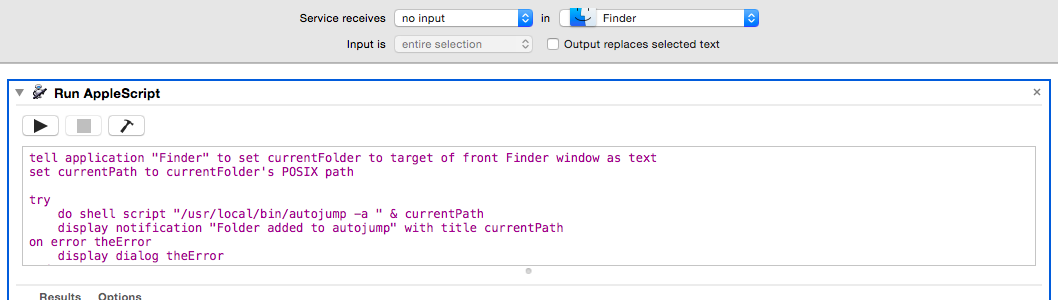 Service receives no input in Finder
Input is entire selection Output replaces selected text
Run AppleScript
tell application "Finder" to set currentFolder to target of front Finder window as text
set currentPath to currentFolder's POSIX path
try
do shell script "/usr/local/bin/autojump -a " & currentPath
display notification "Folder added to autojump" with title currentPath
on error theError
display dialog theError
Results Options